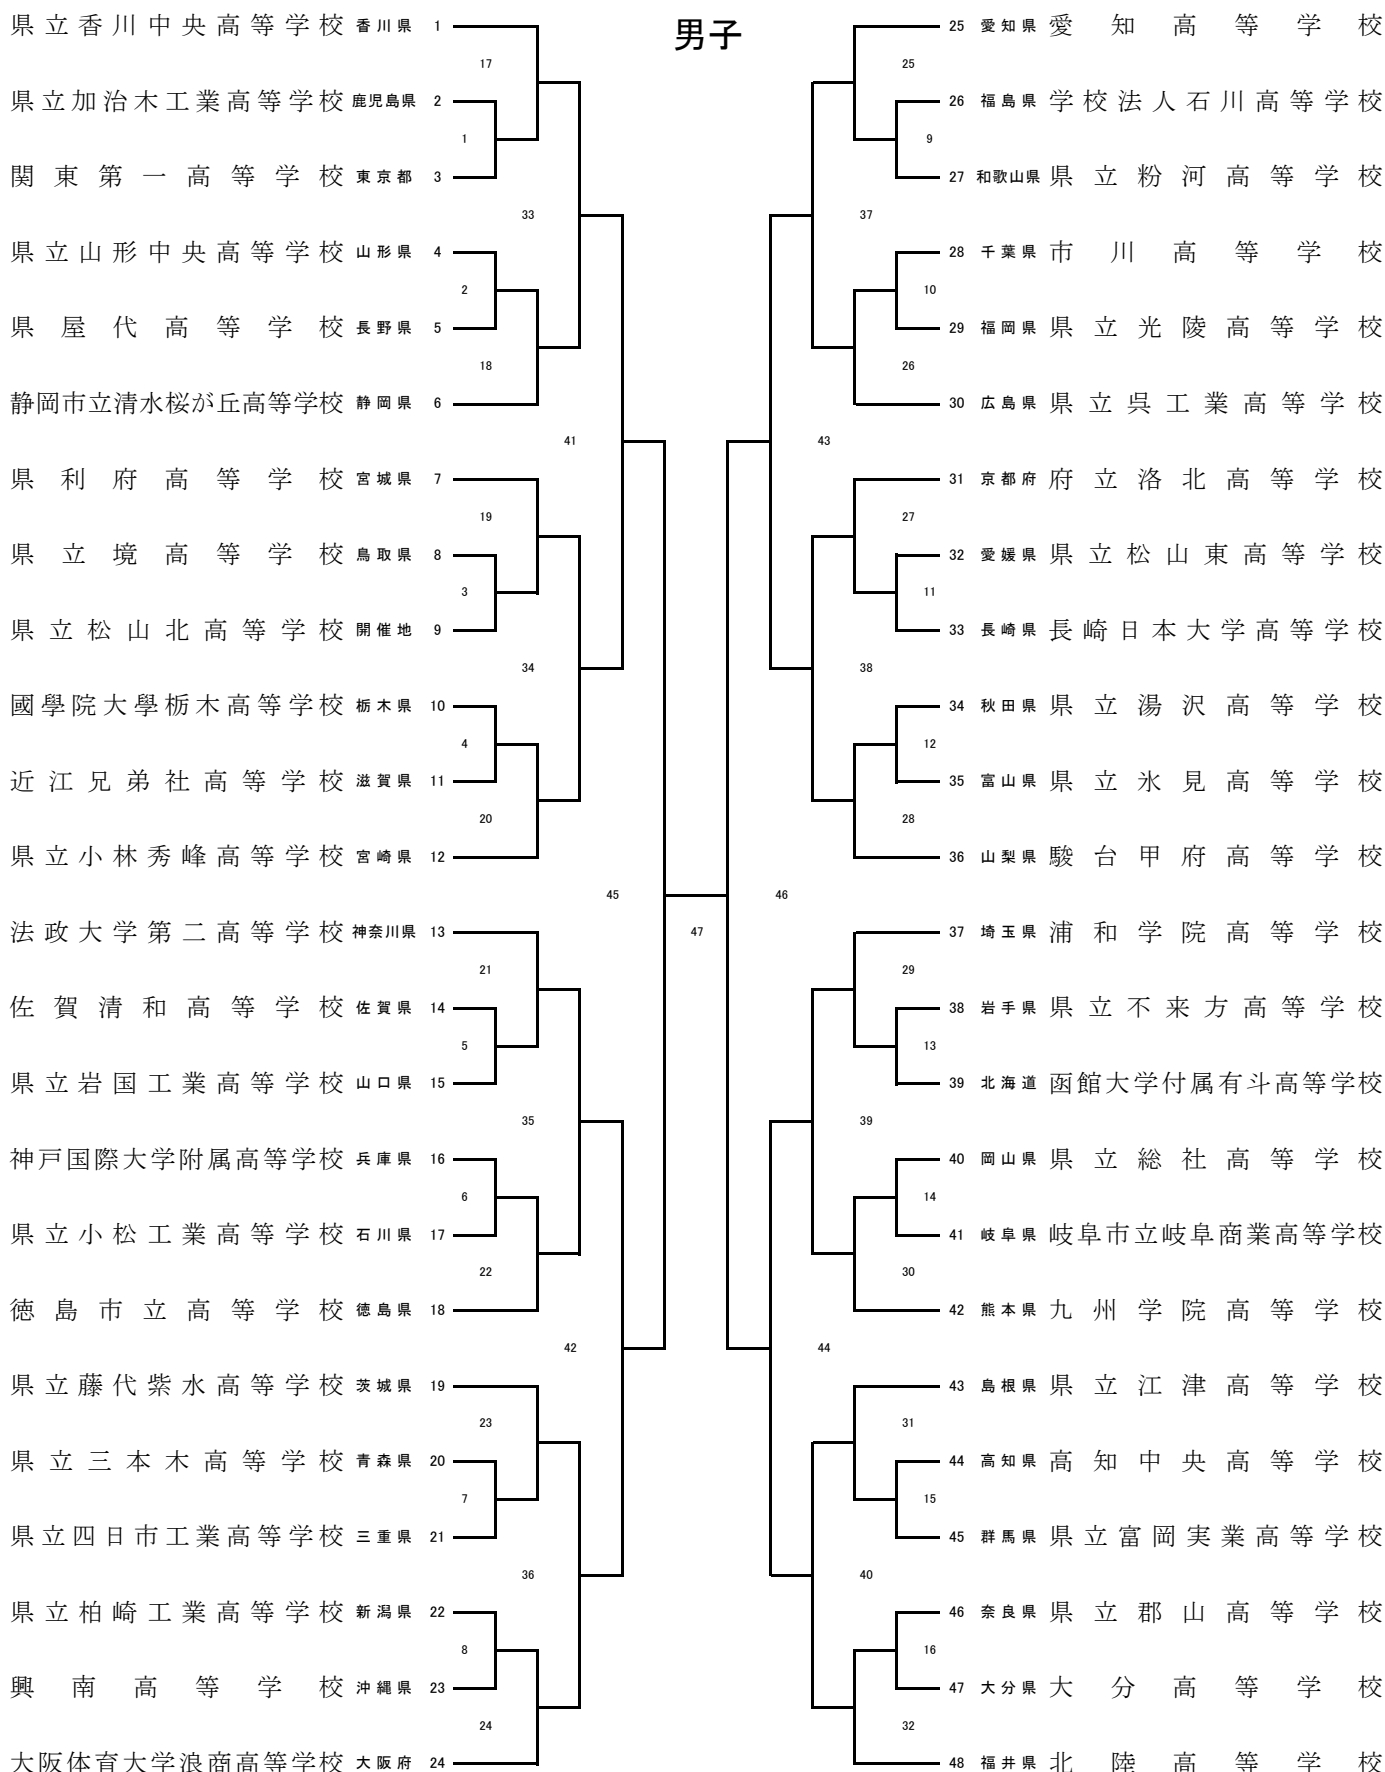 男子
県立香川中央高等学校 香川県 1
17
県立加治木工業高等学校 鹿児島県 2
1
関東第一高等学校 東京都 3
33
県立山形中央高等学校 山形県 4
2
県屋代高等学校 長野県 5
18
静岡市立清水桜が丘高等学校 静岡県 6
41
県利府高等学校 宮城県 7
19
県立境高等学校 鳥取県 8
3
県立松山北高等学校 開催地 9
34
國學院大學栃木高等学校 栃木県 10
4
近江兄弟社高等学校 滋賀県 11
20
県立小林秀峰高等学校 宮崎県 12
45
法政大学第二高等学校 神奈川県 13
21
佐賀清和高等学校 佐賀県 14
5
県立岩国工業高等学校 山口県 15
35
神戸国際大学附属高等学校 兵庫県 16
6
県立小松工業高等学校 石川県 17
22
徳島市立高等学校 徳島県 18
42
県立藤代紫水高等学校 茨城県 19
23
県立三本木高等学校 青森県 20
7
県立四日市工業高等学校 三重県 21
36
県立柏崎工業高等学校 新潟県 22
8
興南高等学校 沖縄県 23
24
大阪体育大学浪商高等学校 大阪府 24
47
25 愛知県 愛知高等学校
25
26 福島県 学校法人石川高等学校
9
27 和歌山県 県立粉河高等学校
37
28 千葉県 市川高等学校
10
29 福岡県 県立光陵高等学校
26
30 広島県 県立呉工業高等学校
43
31 京都府 府立洛北高等学校
27
32 愛媛県 県立松山東高等学校
11
33 長崎県 長崎日本大学高等学校
38
34 秋田県 県立湯沢高等学校
12
35 富山県 県立氷見高等学校
28
36 山梨県 駿台甲府高等学校
46
37 埼玉県 浦和学院高等学校
29
38 岩手県 県立不来方高等学校
13
39 北海道 函館大学付属有斗高等学校
39
40 岡山県 県立総社高等学校
14
41 岐阜県 岐阜市立岐阜商業高等学校
30
42 熊本県 九州学院高等学校
44
43 島根県 県立江津高等学校
31
44 高知県 高知中央高等学校
15
45 群馬県 県立富岡実業高等学校
40
46 奈良県 県立郡山高等学校
16
47 大分県 大分高等学校
32
48 福井県 北陸高等学校